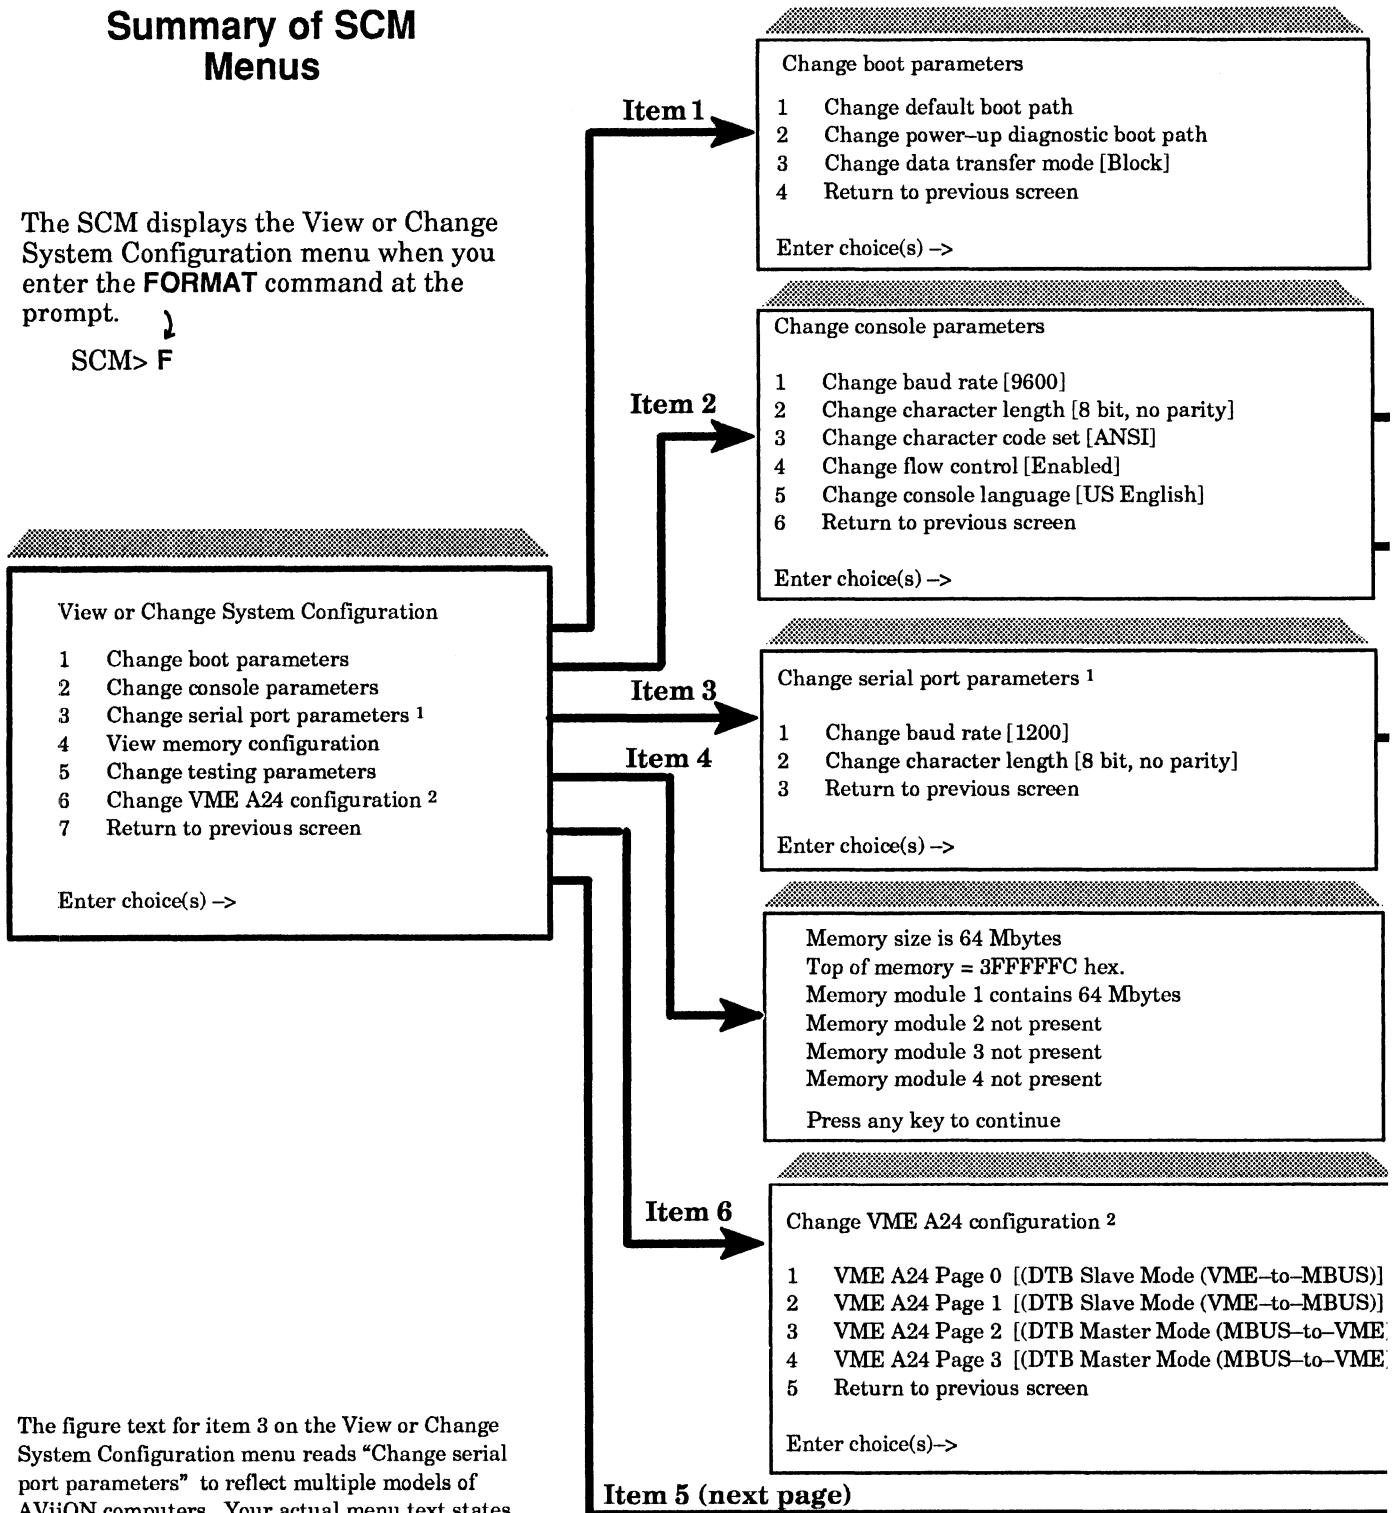 Summary of SCM
Menus
The SCM displays the View or Change
System Configuration menu when you
enter the FORMAT command at the
prompt.
SCM> F
View or Change System Configuration
1 Change boot parameters
2 Change console parameters
3 Change serial port parameters 1
4 View memory configuration
5 Change testing parameters
6 Change VME A24 configuration 2
7 Return to previous screen
Enter choice(s) –>
Item 1
Change boot parameters
1 Change default boot path
2 Change power–up diagnostic boot path
3 Change data transfer mode [Block]
4 Return to previous screen
Enter choice(s) –>
Item 2
Change console parameters
1 Change baud rate [9600]
2 Change character length [8 bit, no parity]
3 Change character code set [ANSI]
4 Change flow control [Enabled]
5 Change console language [US English]
6 Return to previous screen
Enter choice(s) –>
Item 3
Change serial port parameters 1
1 Change baud rate [1200]
2 Change character length [8 bit, no parity]
3 Return to previous screen
Enter choice(s) –>
Item 4
Memory size is 64 Mbytes
Top of memory = 3FFFFFC hex.
Memory module 1 contains 64 Mbytes
Memory module 2 not present
Memory module 3 not present
Memory module 4 not present
Press any key to continue
Item 6
Change VME A24 configuration 2
1 VME A24 Page 0 [(DTB Slave Mode (VME–to–MBUS)]
2 VME A24 Page 1 [(DTB Slave Mode (VME–to–MBUS)]
3 VME A24 Page 2 [(DTB Master Mode (MBUS–to–VME
4 VME A24 Page 3 [(DTB Master Mode (MBUS–to–VME
5 Return to previous screen
Enter choice(s)–>
Item 5 (next page)
The figure text for item 3 on the View or Change
System Configuration menu reads "Change serial
port parameters" to reflect multiple models of
AViiON computers. Your actual menu text states